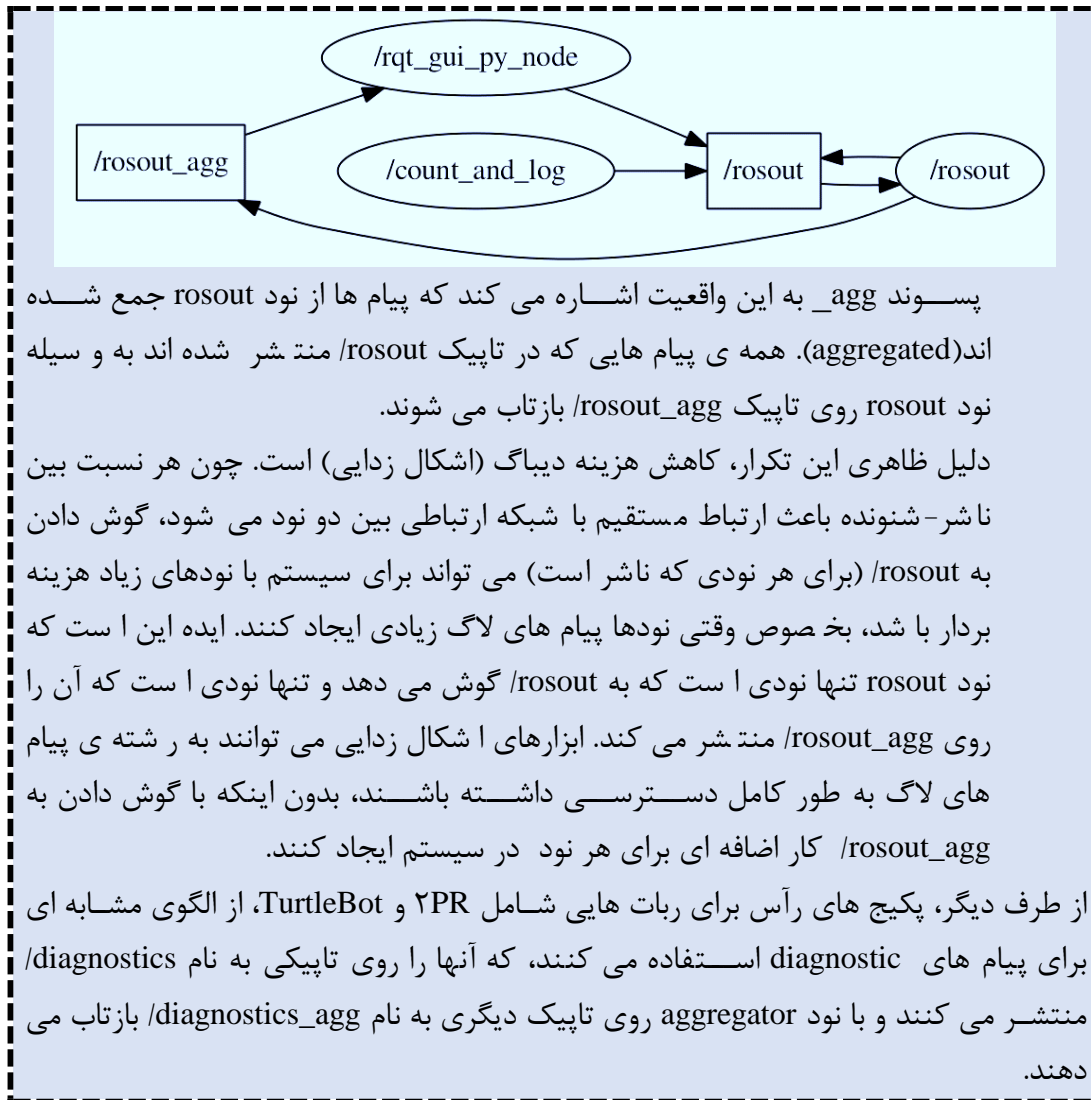 /rqt_gui_py_node
/rosout_agg
/count_and_log
/rosout
/rosout
پسوند agg_ به این واقعیت اشاره می کند که پیام ها از نود rosout جمع شده
اند(aggregated). همه ی پیام هایی که در تاپیک rosout/ منتشر شده اند به و سیله
نود rosout روی تاپیک rosout_agg/ بازتاب می شوند.
دلیل ظاهری این تکرار، کاهش هزینه دیباگ (اشکال زدایی) است. چون هر نسبت بین
ناشر-شنونده باعث ارتباط مستقیم با شبکه ارتباطی بین دو نود می شود، گوش دادن
به rosout/ (برای هر نودی که ناشر است) می تواند برای سیستم با نودهای زیاد هزینه
بردار با شد، بخصوص وقتی نودها پیام های لاگ زیادی ایجاد کنند. ایده این ا ست که
نود rosout تنها نودی ا ست که به rosout/ گوش می دهد و تنها نودی ا ست که آن را
روی rosout_agg/ منتشر می کند. ابزارهای ا شکال زدایی می توانند به ر شته ی پیام
های لاگ به طور کامل دسترسی داشته باشند، بدون اینکه با گوش دادن به
rosout_agg/ کار اضافه ای برای هر نود در سیستم ایجاد کنند.
از طرف دیگر، پکیج های رآس برای ربات هایی شامل ۲PR و TurtleBot، از الگوی مشابه ای
برای پیام های diagnostic استفاده می کنند، که آنها را روی تاپیکی به نام diagnostics/
منتشر می کنند و با نود aggregator روی تاپیک دیگری به نام diagnostics_agg/ بازتاب می
دهند.